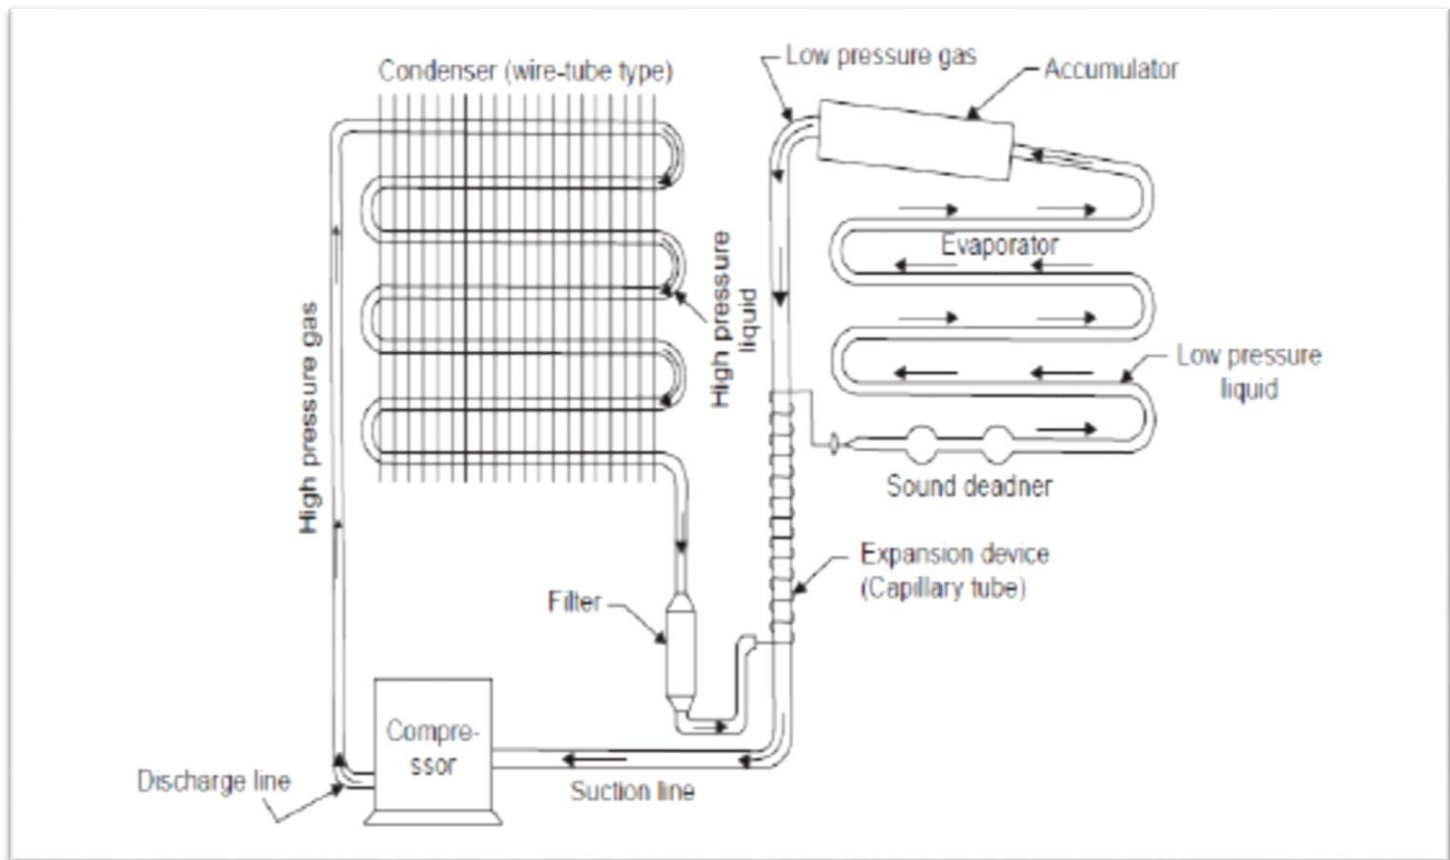 Low pressure gas
Condenser (wire-tube type)
Accumulator
Evaporator
High pressure
liquid
High pressure gas
Low pressure
liquid
Sound deadner
Expansion device
(Capillary tube)
Filter
Compre-
ssor
Discharge line
Suction line